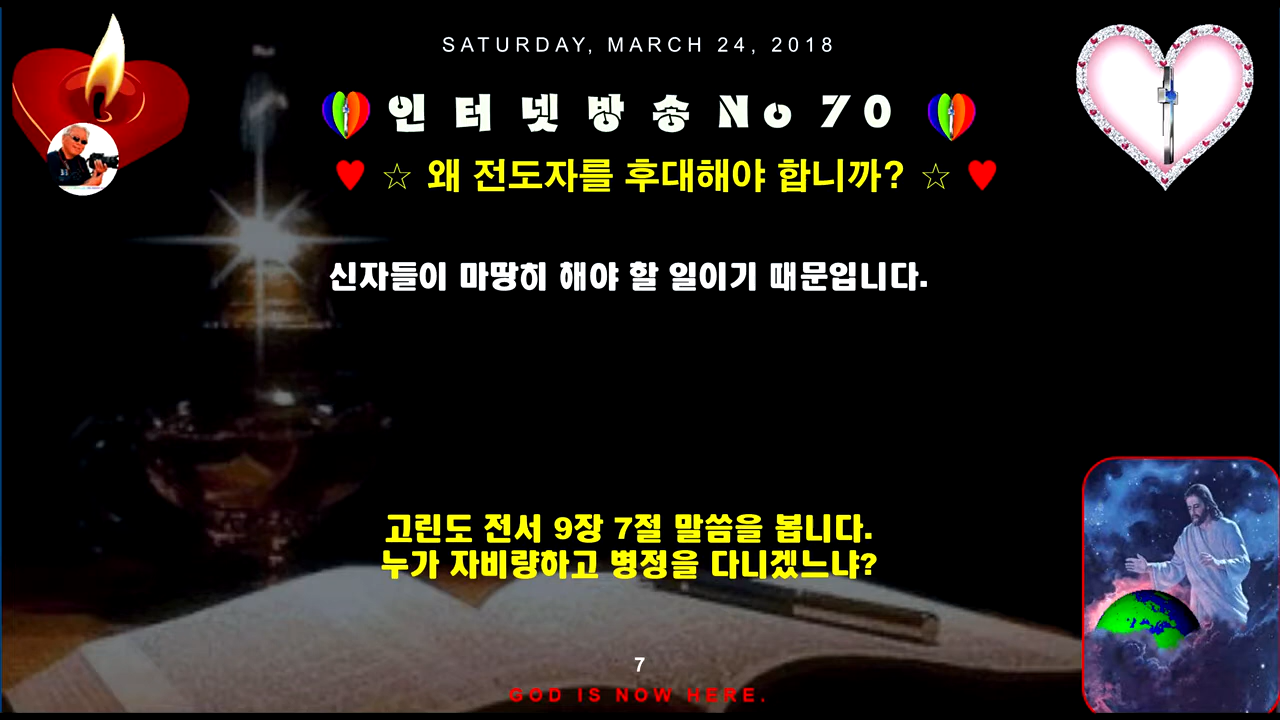 SATURDAY, MARCH 24, 2018
인 터 넷 방 송 No 70
♥ ☆ 왜 전도자를 후대해야 합니까? ☆ ♥
신자들이 마땅히 해야 할 일이기 때문입니다.
고린도 전서 9장 7절 말씀을 봅니다.
누가 자비량하고 병정을 다니겠느냐?
7
GOD IS NOW HERE.